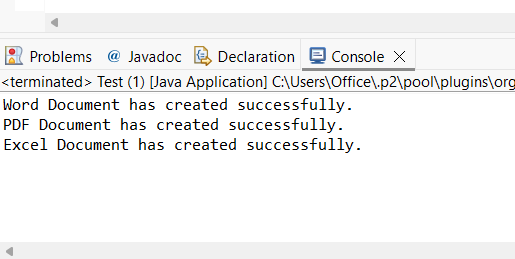 Problems @ Javadoc Declaration Console
<terminated> Test (1) [Java Application] C:\Users\Office\.p2\pool\plugins\org
Word Document has created successfully.
PDF Document has created successfully.
Excel Document has created successfully.